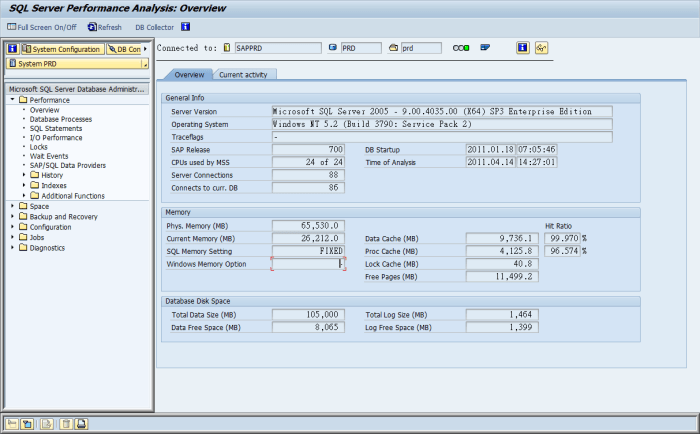 SQL Server Performance Analysis: Overview
Full Screen On/Off Refresh DB Collector
System Configuration DB Con
System PRD
Connected to: SAPPRD PRD prd
Microsoft SQL Server Database Administr...
Performance
Overview
Database Processes
SQL Statements
I/O Performance
Locks
Wait Events
SAP/SQL Data Providers
History
Indexes
Additional Functions
Space
Backup and Recovery
Configuration
Jobs
Diagnostics
Overview Current activity
General Info
Server Version Microsoft SQL Server 2005 - 9.00.4035.00 (X64) SP3 Enterprise Edition
Operating System Windows NT 5.2 (Build 3790: Service Pack 2)
Traceflags -
SAP Release 700 DB Startup 2011.01.18 07:05:46
CPUs used by MSS 24 of 24 Time of Analysis 2011.04.14 14:27:01
Server Connections 88
Connects to curr. DB 86
Memory
Phys. Memory (MB) 65,530.0 Hit Ratio
Current Memory (MB) 26,212.0 Data Cache (MB) 9,736.1 99.970 %
SQL Memory Setting FIXED Proc Cache (MB) 4,125.8 96.574 %
Windows Memory Option - Lock Cache (MB) 40.8
Free Pages (MB) 11,499.2
Database Disk Space
Total Data Size (MB) 105,000 Total Log Size (MB) 1,464
Data Free Space (MB) 8,065 Log Free Space (MB) 1,399